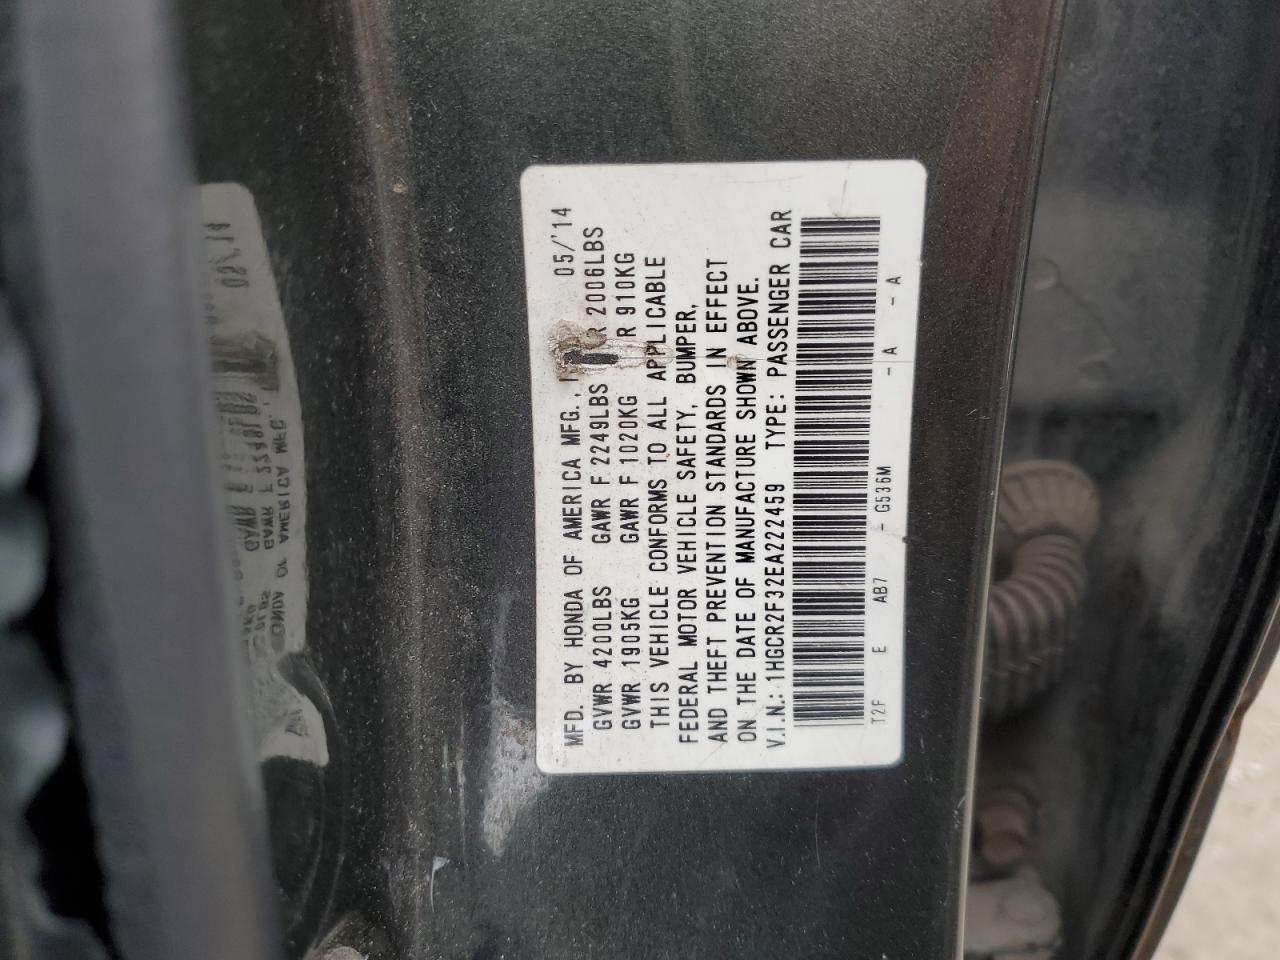 MFD. BY HONDA OF AMERICA MFG., 05/'14
GVWR 4200LBS GAWR F 2249LBS R 2006LBS
GVWR 1905KG GAWR F 1020KG R 910KG
THIS VEHICLE CONFORMS TO ALL APPLICABLE
FEDERAL MOTOR VEHICLE SAFETY, BUMPER,
AND THEFT PREVENTION STANDARDS IN EFFECT
ON THE DATE OF MANUFACTURE SHOWN ABOVE.
V.I.N.: 1HGCR2F32EA222459 TYPE: PASSENGER CAR
T2F E AB7 - G536M - A - A